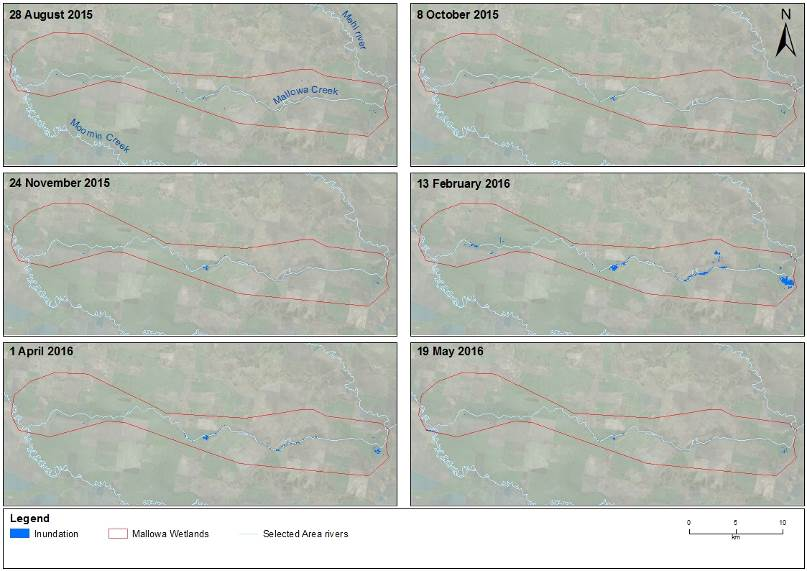 28 August 2015
Mehi river
Mallowa Creek
Moomin Creek
8 October 2015
N
24 November 2015
13 February 2016
1 April 2016
19 May 2016
Legend
Inundation
Mallowa Wetlands
Selected Area rivers
0 5 10
km